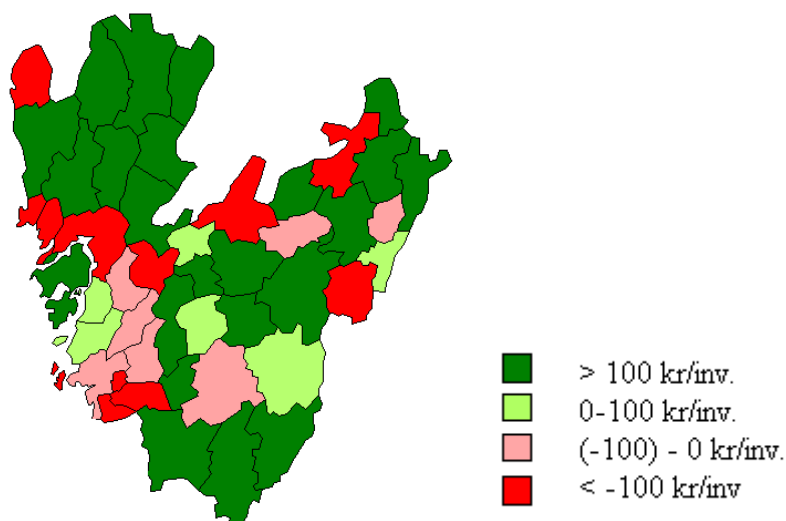 > 100 kr/inv.
0-100 kr/inv.
(-100) - 0 kr/inv.
< -100 kr/inv